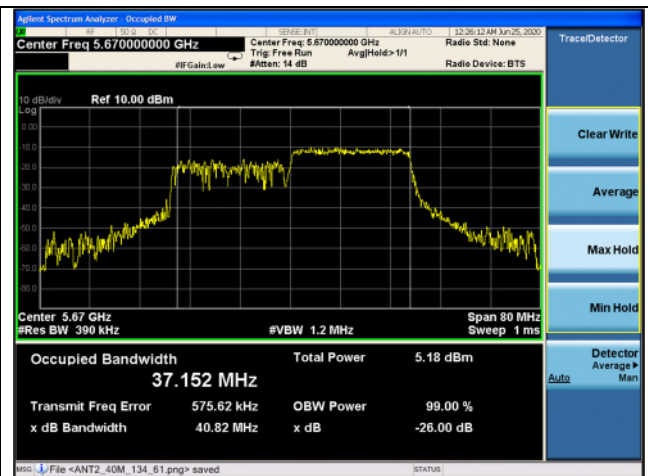 Agilent Spectrum Analyzer - Occupied BW
RF 50 Ω DC SENSE:INT ALIGN AUTO 12:26:12 AM Jun 25, 2020
Center Freq 5.670000000 GHz
Center Freq: 5.670000000 GHz
Radio Std: None
Trig: Free Run Avg|Hold:>1/1
#IFGain:Low #Atten: 14 dB
Radio Device: BTS
Trace/Detector
10 dB/div Ref 10.00 dBm
Log
0.00
-10.0
-20.0
-30.0
-40.0
-50.0
-60.0
-70.0
-80.0
Clear Write
Average
Max Hold
Min Hold
Detector
Average▶
Auto Man
Center 5.67 GHz Span 80 MHz
#Res BW 390 kHz #VBW 1.2 MHz Sweep 1 ms
Occupied Bandwidth Total Power 5.18 dBm
37.152 MHz
Transmit Freq Error 575.62 kHz OBW Power 99.00 %
x dB Bandwidth 40.82 MHz x dB -26.00 dB
MSG File <ANT2_40M_134_61.png> saved STATUS